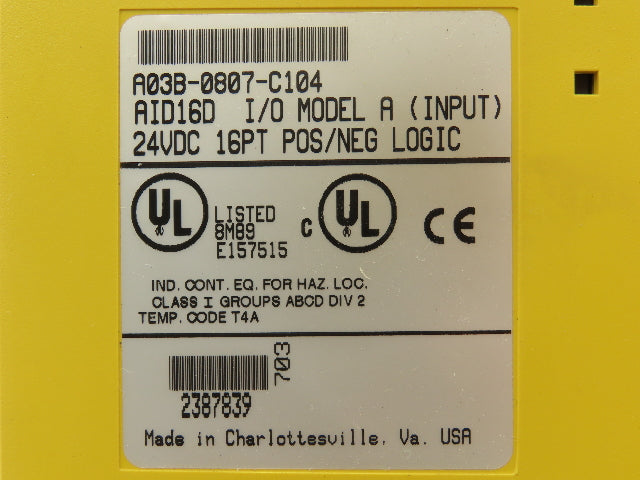 A03B-0807-C104
AID16D I/O MODEL A (INPUT)
24VDC 16PT POS/NEG LOGIC
UL
LISTED
8M89
E157515
C
UL
CE
IND. CONT. EQ. FOR HAZ. LOC.
CLASS I GROUPS ABCD DIV 2
TEMP. CODE T4A
703
2387839
Made in Charlottesville, Va. USA